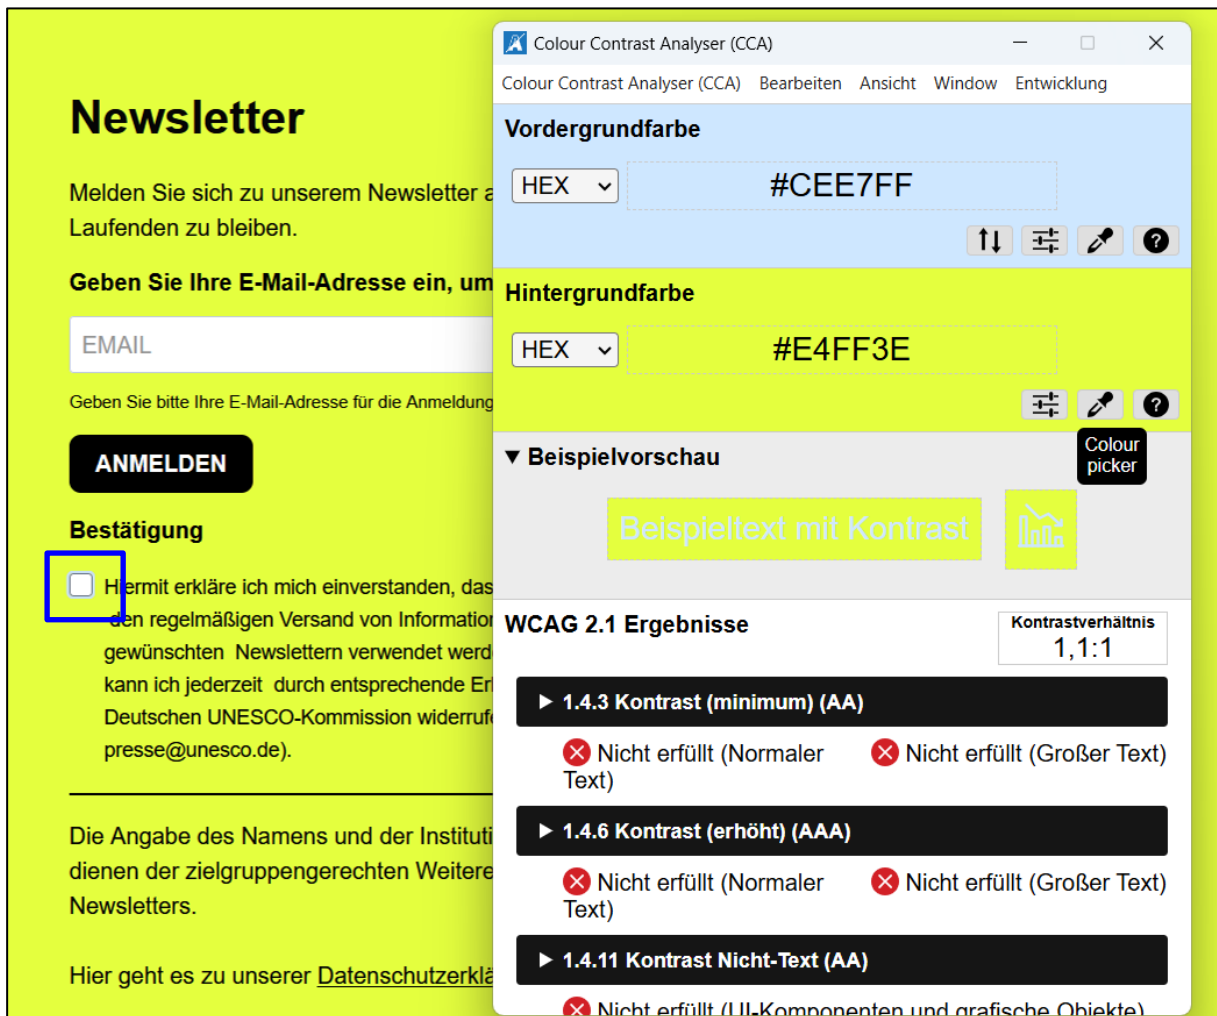 Newsletter
Melden Sie sich zu unserem Newsletter a
Laufenden zu bleiben.
Geben Sie Ihre E-Mail-Adresse ein, um
EMAIL
Geben Sie bitte Ihre E-Mail-Adresse für die Anmeldung
ANMELDEN
Bestätigung
Hiermit erkläre ich mich einverstanden, das
den regelmäßigen Versand von Information
gewünschten Newslettern verwendet werd
kann ich jederzeit durch entsprechende Erl
Deutschen UNESCO-Kommission widerrufe
presse@unesco.de).
Die Angabe des Namens und der Instituti
dienen der zielgruppengerechten Weitere
Newsletters.
Hier geht es zu unserer Datenschutzerklä
Colour Contrast Analyser (CCA)
Colour Contrast Analyser (CCA) Bearbeiten Ansicht Window Entwicklung
Vordergrundfarbe
HEX #CEE7FF
Hintergrundfarbe
HEX #E4FF3E
Colour
picker
▼ Beispielvorschau
Beispieltext mit Kontrast
WCAG 2.1 Ergebnisse
Kontrastverhältnis
1,1:1
▶ 1.4.3 Kontrast (minimum) (AA)
Nicht erfüllt (Normaler Text)
Nicht erfüllt (Großer Text)
▶ 1.4.6 Kontrast (erhöht) (AAA)
Nicht erfüllt (Normaler Text)
Nicht erfüllt (Großer Text)
▶ 1.4.11 Kontrast Nicht-Text (AA)
Nicht erfüllt (UI-Komponenten und grafische Objekte)